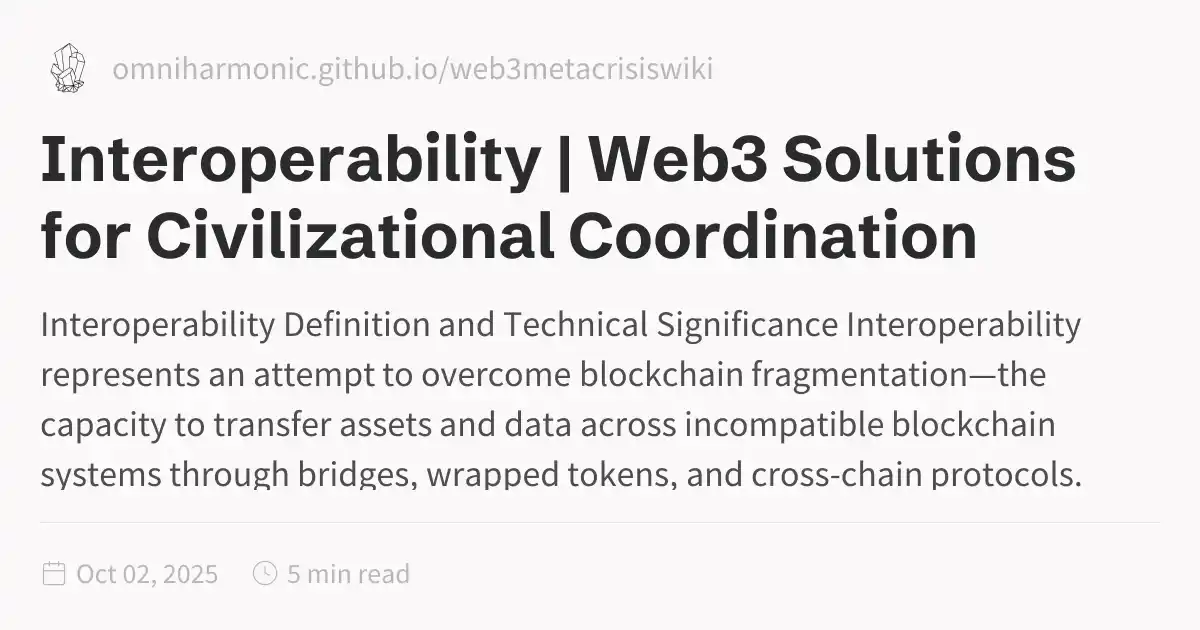 omniharmonic.github.io/web3metacrisiswiki
Interoperability | Web3 Solutions
for Civilizational Coordination
Interoperability Definition and Technical Significance Interoperability
represents an attempt to overcome blockchain fragmentation—the
capacity to transfer assets and data across incompatible blockchain
systems through bridges, wrapped tokens, and cross-chain protocols.
Oct 02, 2025 5 min read